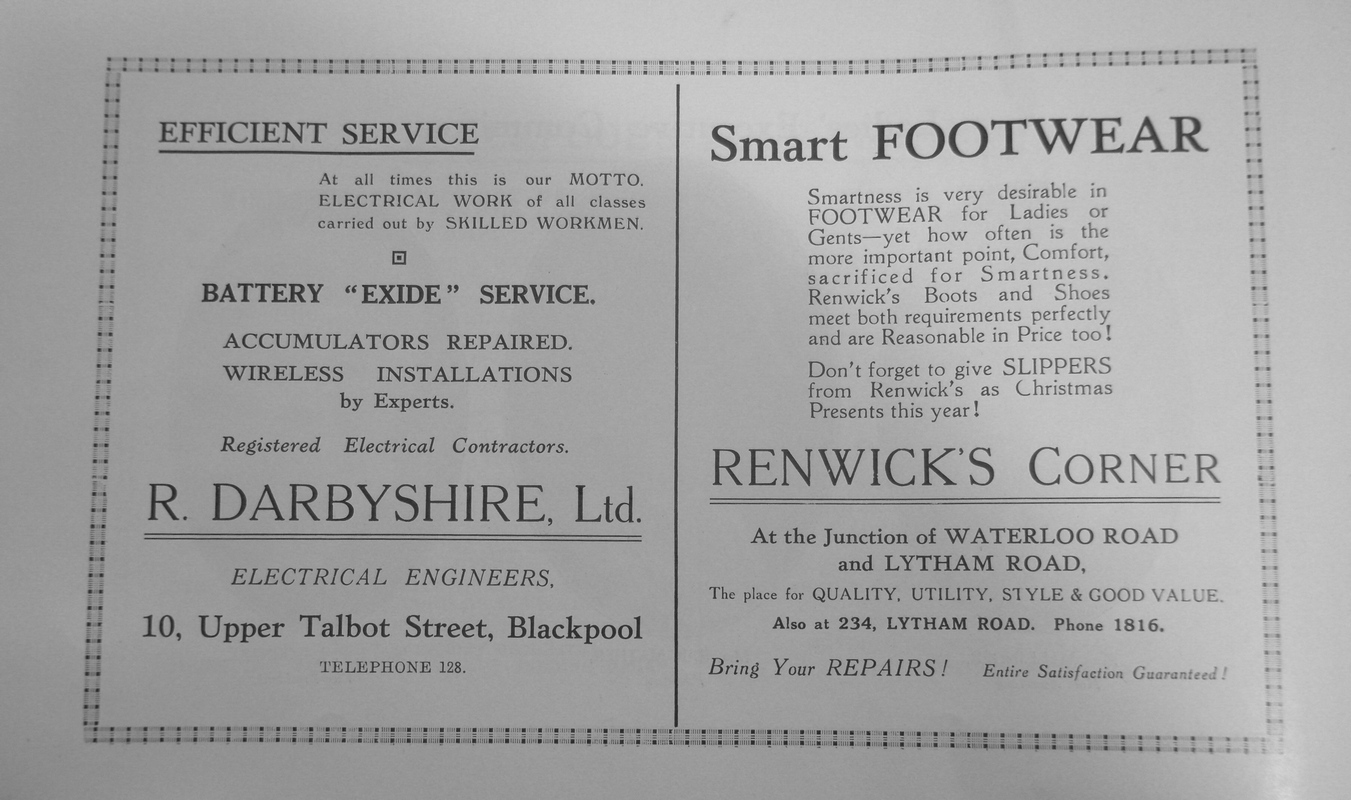 EFFICIENT SERVICE
At all times this is our MOTTO.
ELECTRICAL WORK of all classes
carried out by SKILLED WORKMEN.
BATTERY “EXIDE” SERVICE.
ACCUMULATORS REPAIRED.
WIRELESS INSTALLATIONS
by Experts.
Registered Electrical Contractors.
R. DARBYSHIRE, Ltd.
ELECTRICAL ENGINEERS,
10, Upper Talbot Street, Blackpool
TELEPHONE 128.
Smart FOOTWEAR
Smartness is very desirable in
FOOTWEAR for Ladies or
Gents—yet how often is the
more important point, Comfort,
sacrificed for Smartness.
Renwick's Boots and Shoes
meet both requirements perfectly
and are Reasonable in Price too!
Don't forget to give SLIPPERS
from Renwick's as Christmas
Presents this year!
RENWICK'S CORNER
At the Junction of WATERLOO ROAD
and LYTHAM ROAD,
The place for QUALITY, UTILITY, STYLE & GOOD VALUE.
Also at 234, LYTHAM ROAD. Phone 1816.
Bring Your REPAIRS! Entire Satisfaction Guaranteed!